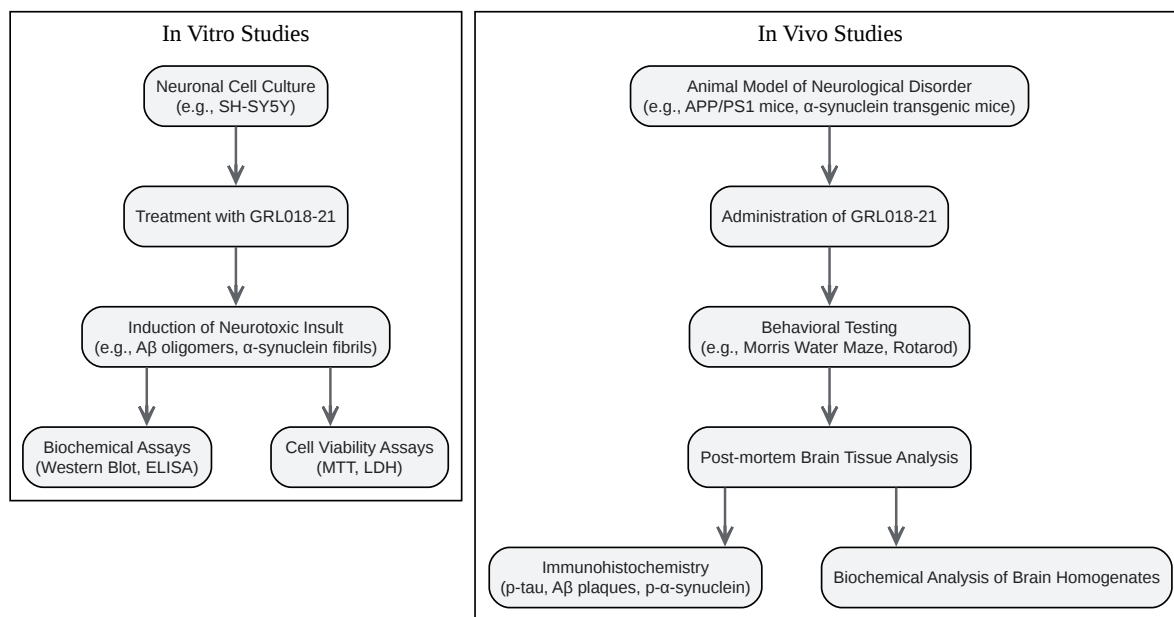 In Vitro Studies
Neuronal Cell Culture
(e.g., SH-SY5Y)
Treatment with GRL018-21
Induction of Neurotoxic Insult
(e.g., Aβ oligomers, α-synuclein fibrils)
Biochemical Assays
(Western Blot, ELISA)
Cell Viability Assays
(MTT, LDH)
In Vivo Studies
Animal Model of Neurological Disorder
(e.g., APP/PS1 mice, α-synuclein transgenic mice)
Administration of GRL018-21
Behavioral Testing
(e.g., Morris Water Maze, Rotarod)
Post-mortem Brain Tissue Analysis
Immunohistochemistry
(p-tau, Aβ plaques, p-α-synuclein)
Biochemical Analysis of Brain Homogenates